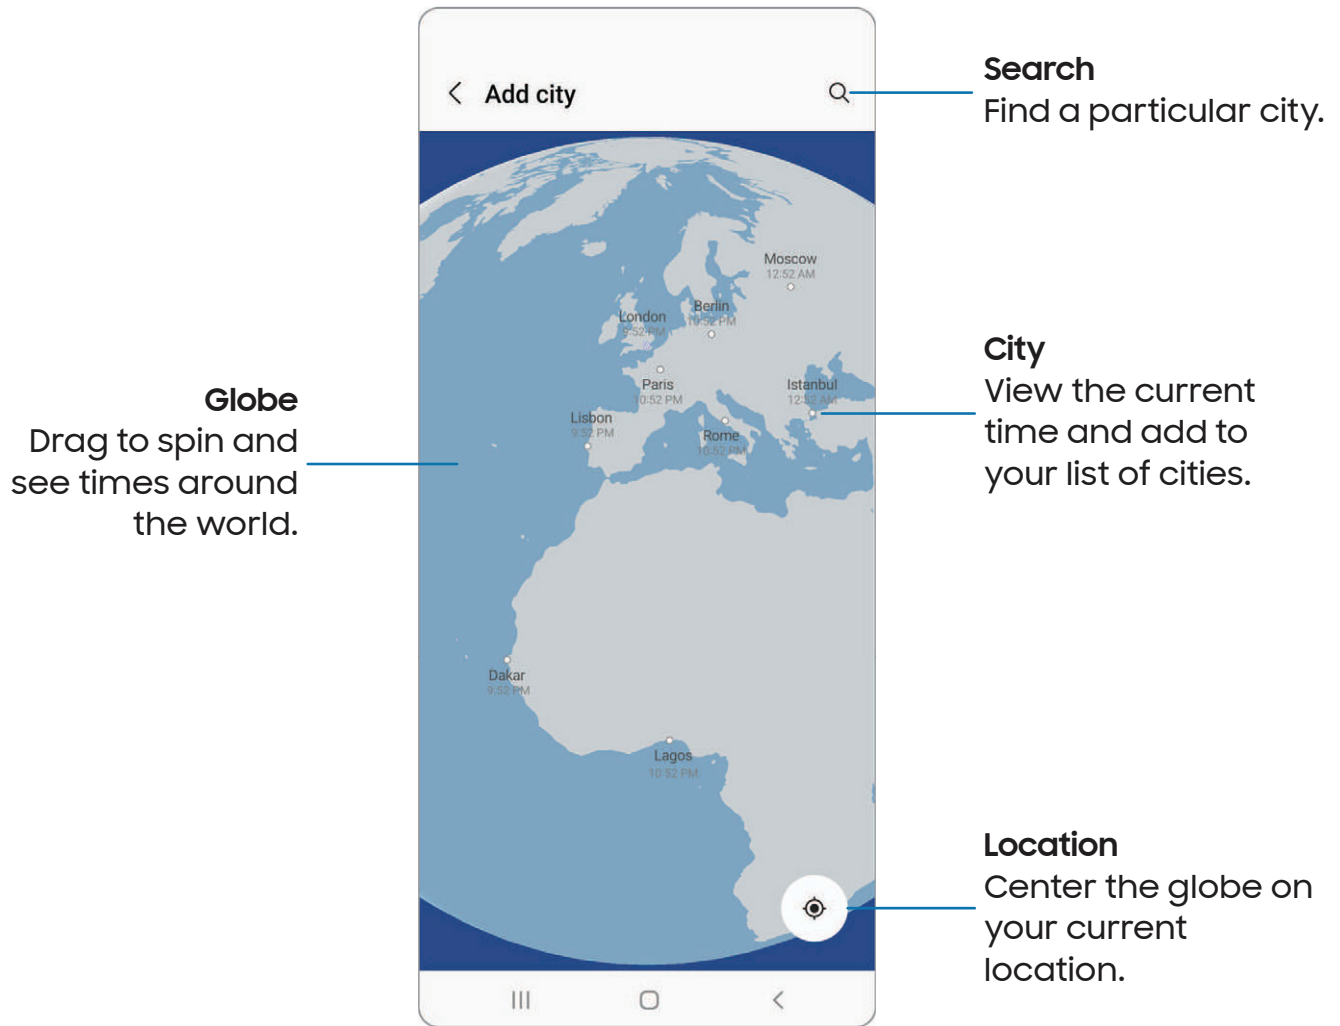 Add city
Search
Find a particular city.
Moscow
12:52 AM
Berlin
10:52 PM
London
9:52 PM
Paris
10:52 PM
Istanbul
12:52 AM
Lisbon
9:52 PM
Rome
10:52 PM
City
View the current
time and add to
your list of cities.
Globe
Drag to spin and
see times around
the world.
Dakar
9:52 PM
Lagos
10:52 PM
Location
Center the globe on
your current
location.